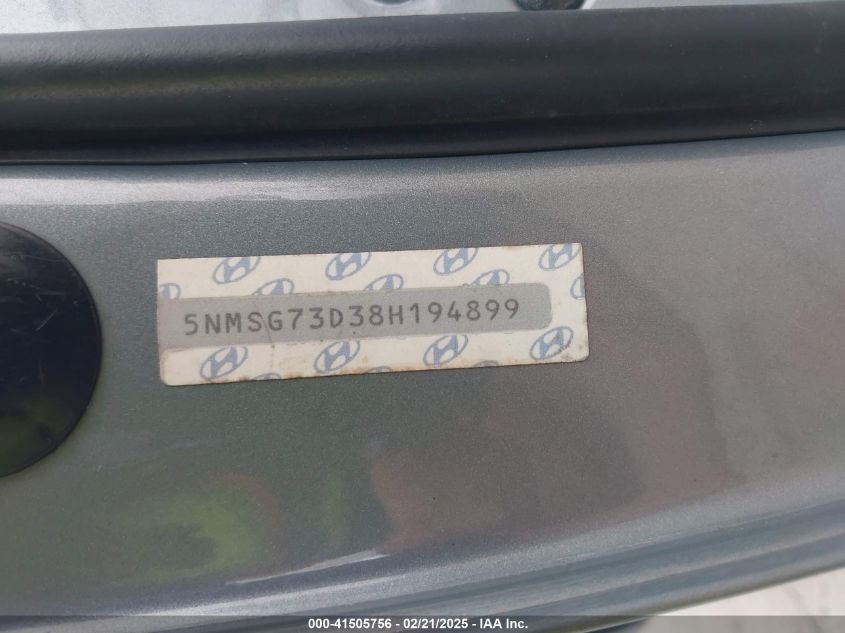 5NMSG73D38H194899
000-41505756 - 02/21/2025 - IAA, Inc.